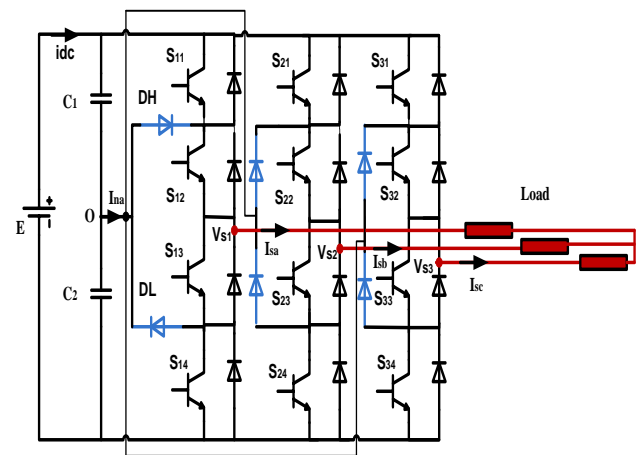 idc
S11
S21
S31
C1
DH
S12
S22
S32
Load
E
+
O
Ina
VS1
Isa
VS2
Isb
VS3
Isc
S13
S23
S33
C2
DL
S14
S24
S34